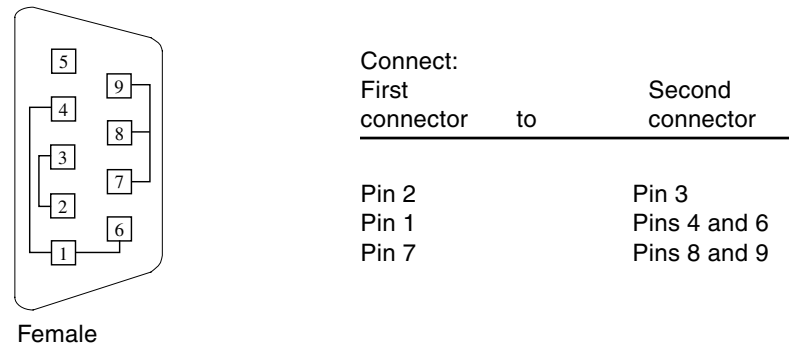 5
9
4
8
3
7
2
6
1
Female
Connect:
First Second
connector to connector
Pin 2 Pin 3
Pin 1 Pins 4 and 6
Pin 7 Pins 8 and 9